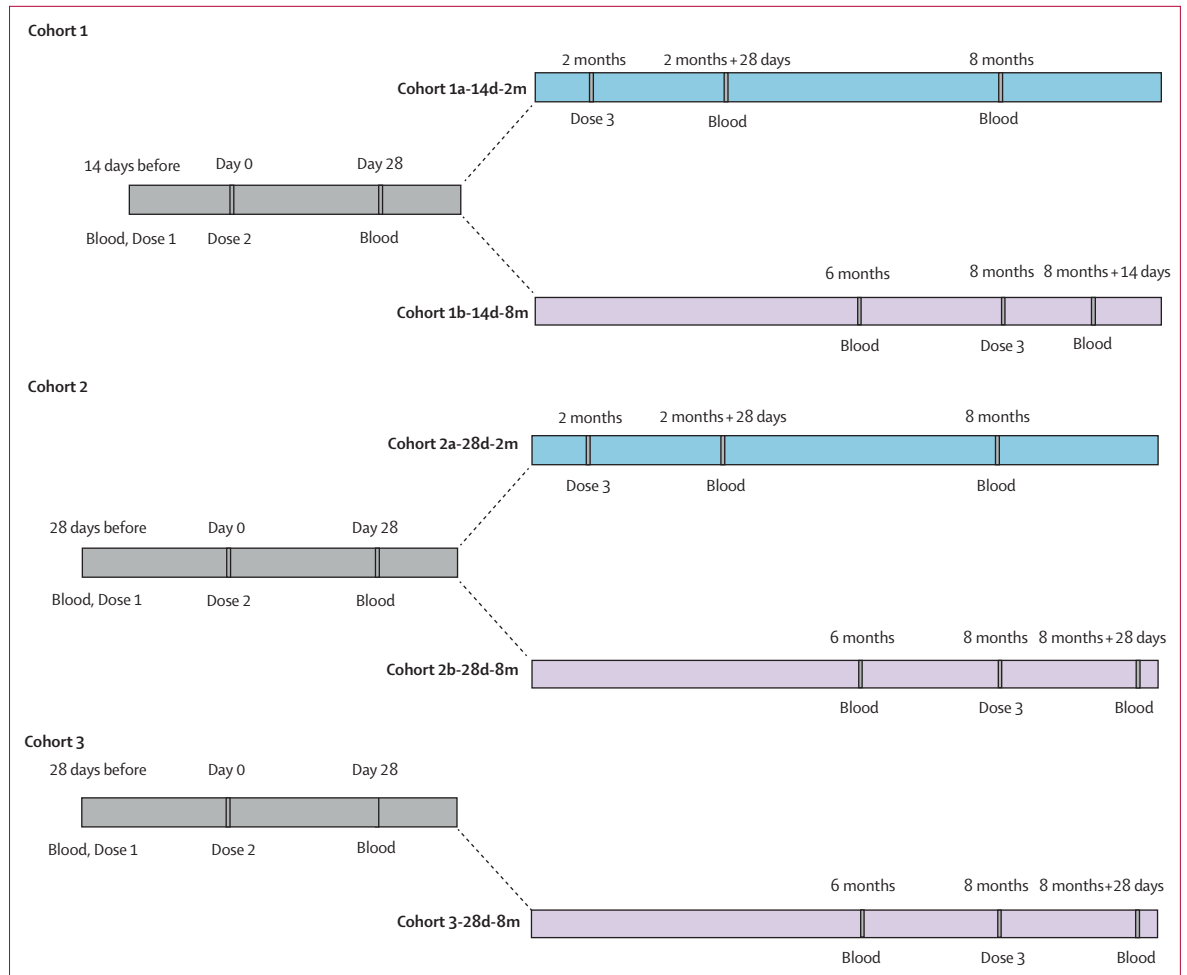 Cohort 1
2 months 2 months + 28 days 8 months
Cohort 1a-14d-2m
Dose 3 Blood Blood
14 days before Day 0 Day 28
Blood, Dose 1 Dose 2 Blood
6 months 8 months 8 months + 14 days
Cohort 1b-14d-8m
Blood Dose 3 Blood
Cohort 2
2 months 2 months + 28 days 8 months
Cohort 2a-28d-2m
Dose 3 Blood Blood
28 days before Day 0 Day 28
Blood, Dose 1 Dose 2 Blood
6 months 8 months 8 months + 28 days
Cohort 2b-28d-8m
Blood Dose 3 Blood
Cohort 3
28 days before Day 0 Day 28
Blood, Dose 1 Dose 2 Blood
6 months 8 months 8 months+28 days
Cohort 3-28d-8m
Blood Dose 3 Blood